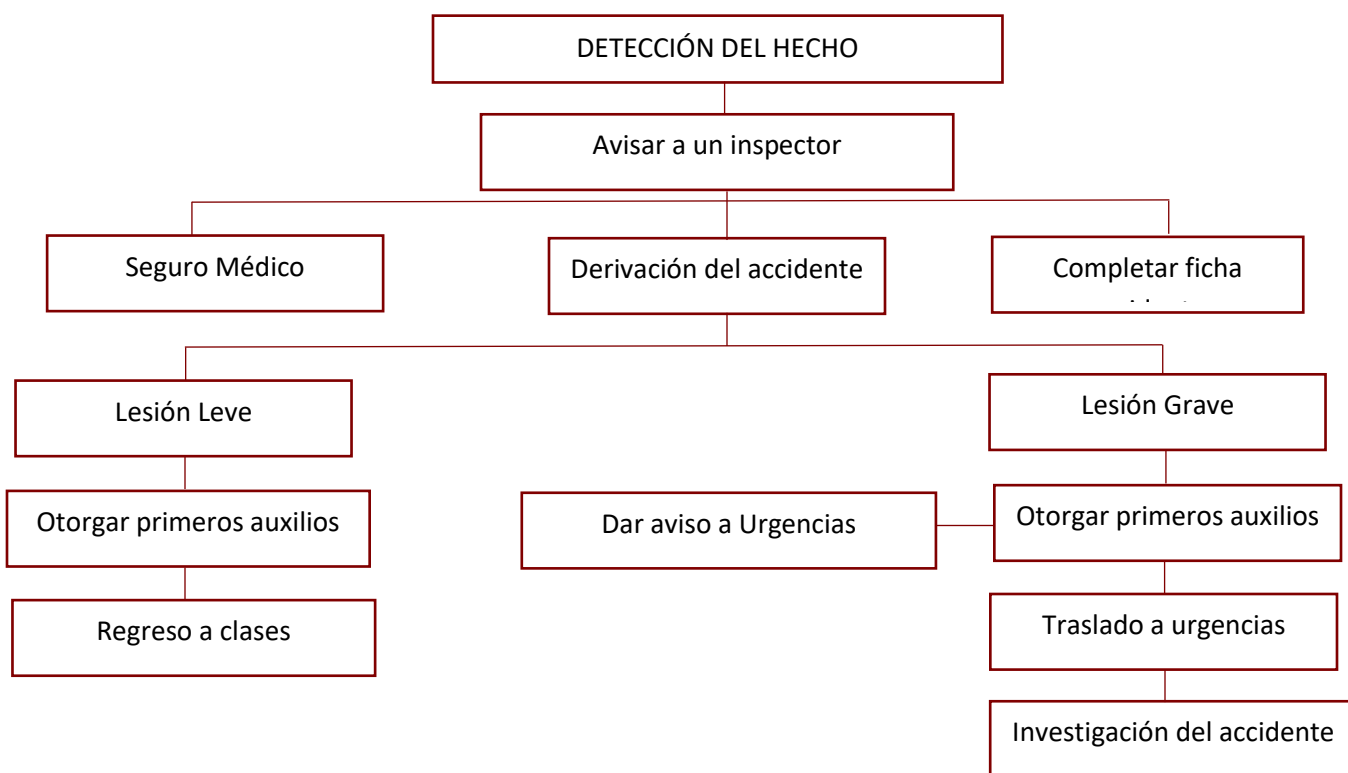 DETECCIÓN DEL HECHO
Avisar a un inspector
Seguro Médico
Derivación del accidente
Completar ficha
Lesión Leve
Lesión Grave
Otorgar primeros auxilios
Dar aviso a Urgencias
Otorgar primeros auxilios
Regreso a clases
Traslado a urgencias
Investigación del accidente